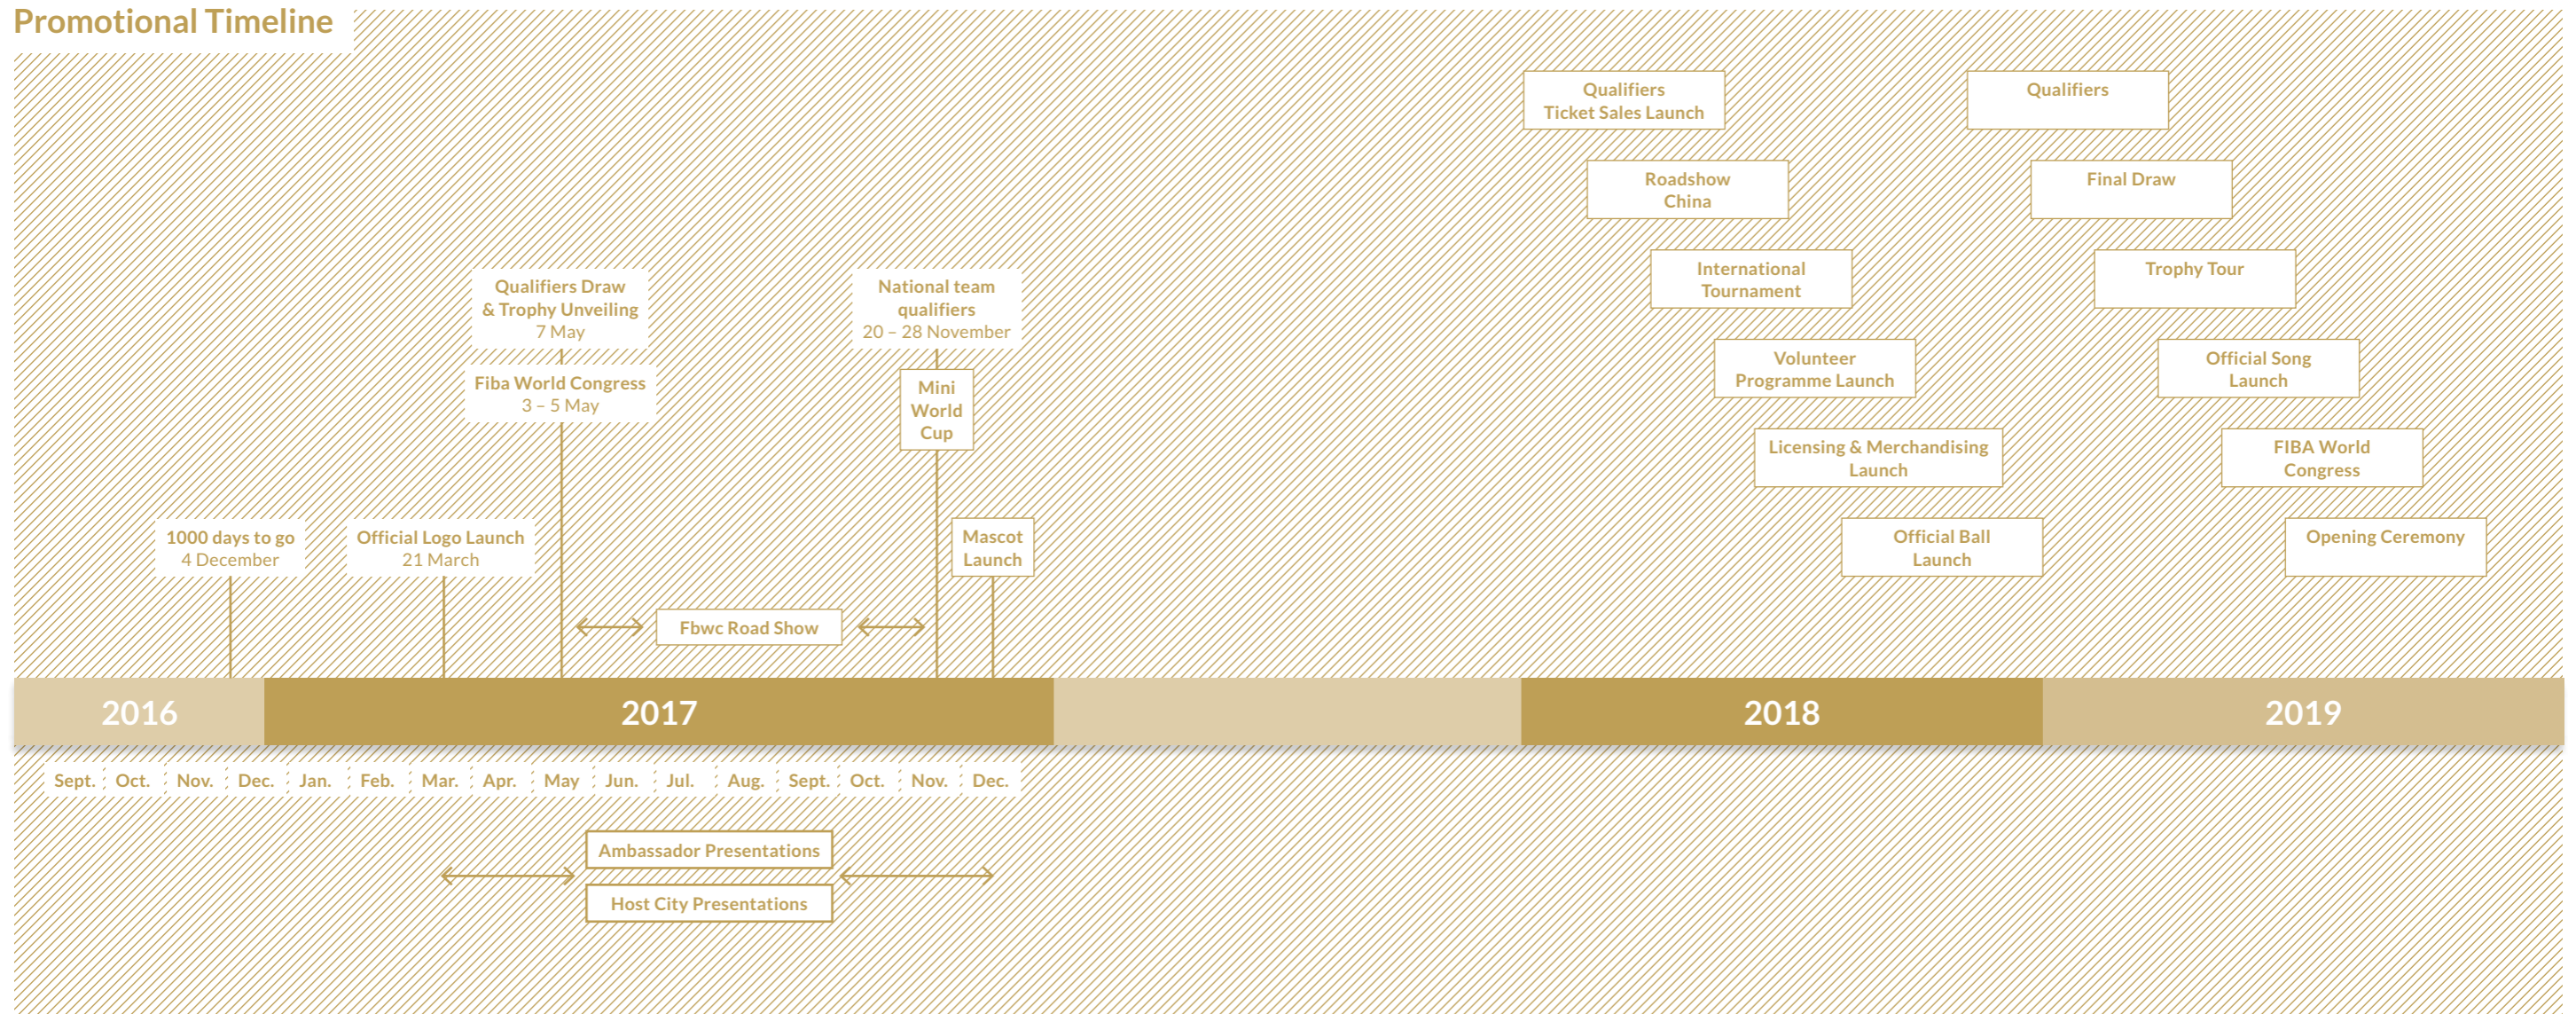 Promotional Timeline
Qualifiers
Ticket Sales Launch
Qualifiers
Roadshow
China
Final Draw
International
Tournament
Trophy Tour
Qualifiers Draw
& Trophy Unveiling
7 May
National team
qualifiers
20 – 28 November
Volunteer
Programme Launch
Official Song
Launch
Fiba World Congress
3 – 5 May
Mini
World
Cup
Licensing & Merchandising
Launch
FIBA World
Congress
1000 days to go
4 December
Official Logo Launch
21 March
Mascot
Launch
Official Ball
Launch
Opening Ceremony
Fbwc Road Show
2016
2017
2018
2019
Sept.
Oct.
Nov.
Dec.
Jan.
Feb.
Mar.
Apr.
May
Jun.
Jul.
Aug.
Sept.
Oct.
Nov.
Dec.
Ambassador Presentations
Host City Presentations